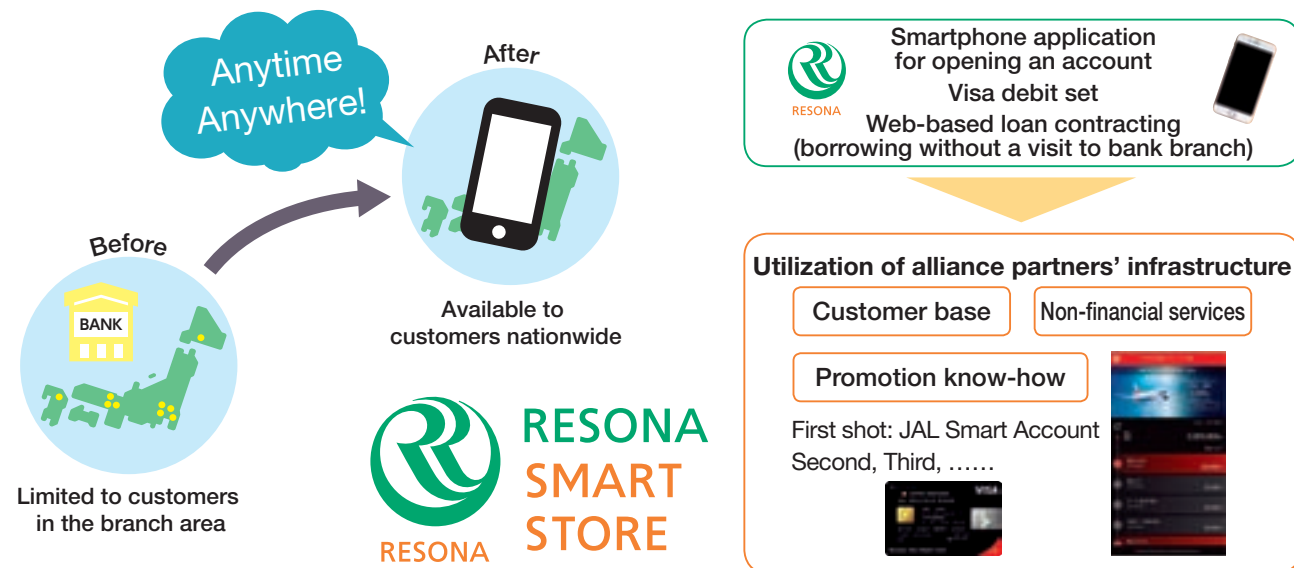 Anytime
Anywhere!
After
Before
BANK
Available to
customers nationwide
Limited to customers
in the branch area
RESONA
RESONA
SMART
STORE
RESONA
Smartphone application
for opening an account
Visa debit set
Web-based loan contracting
(borrowing without a visit to bank branch)
Utilization of alliance partners’ infrastructure
Customer base
Non-financial services
Promotion know-how
First shot: JAL Smart Account
Second, Third, ......
VISA